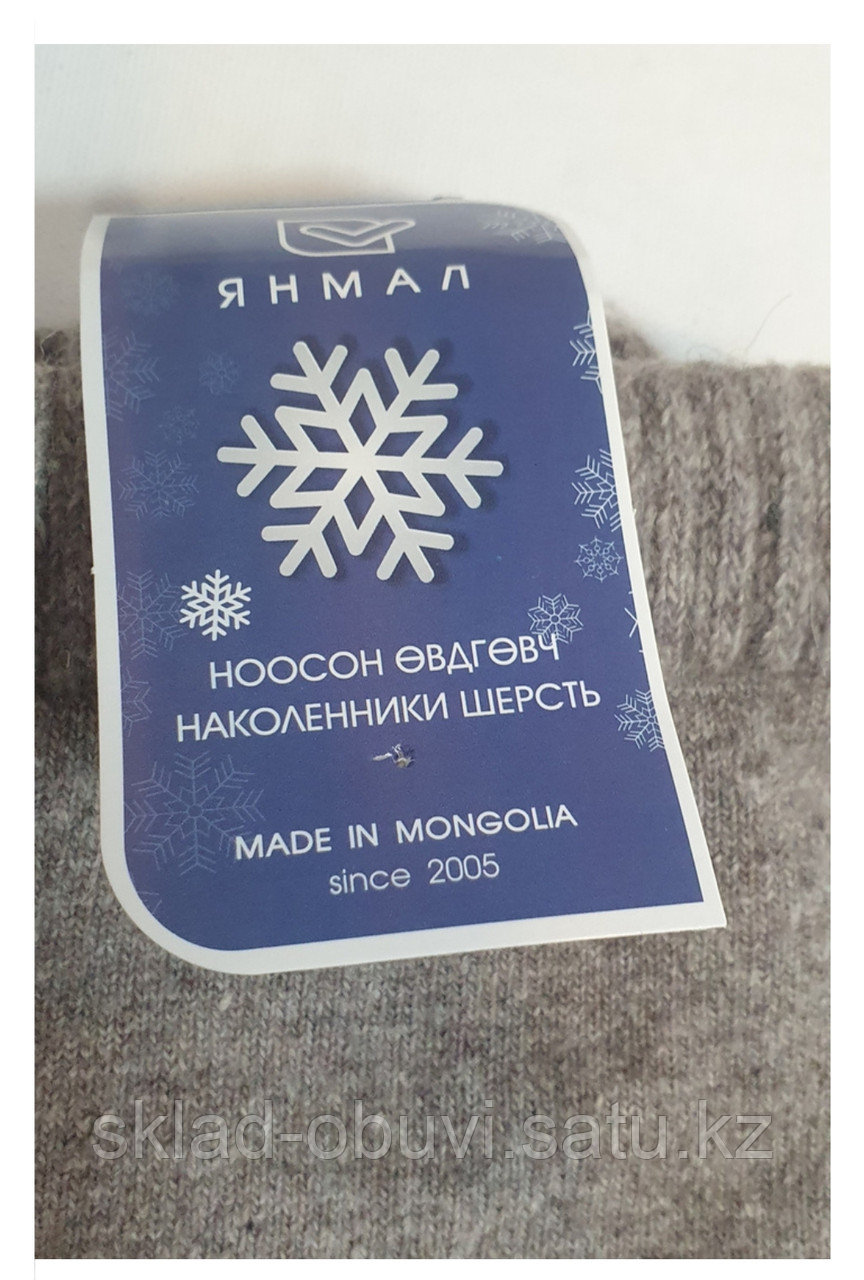 ЯНМАЛ
НООСОН ӨВДГӨВЧ
НАКОЛЕННИКИ ШЕРСТЬ
MADE IN MONGOLIA
since 2005
sklad-obuvi.satu.kz